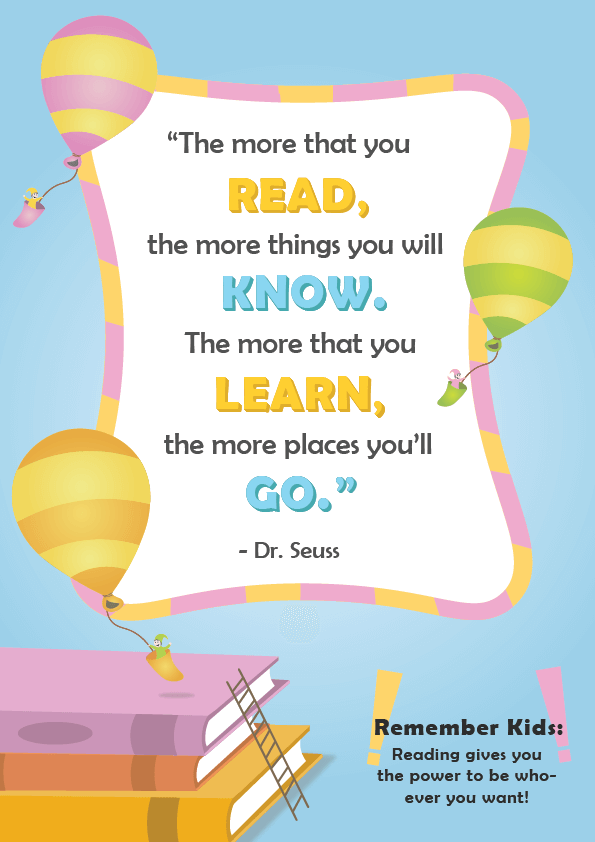 “The more that you
READ,
the more things you will
KNOW.
The more that you
LEARN,
the more places you’ll
GO.”
- Dr. Seuss
Remember Kids:
Reading gives you
the power to be who-
ever you want!